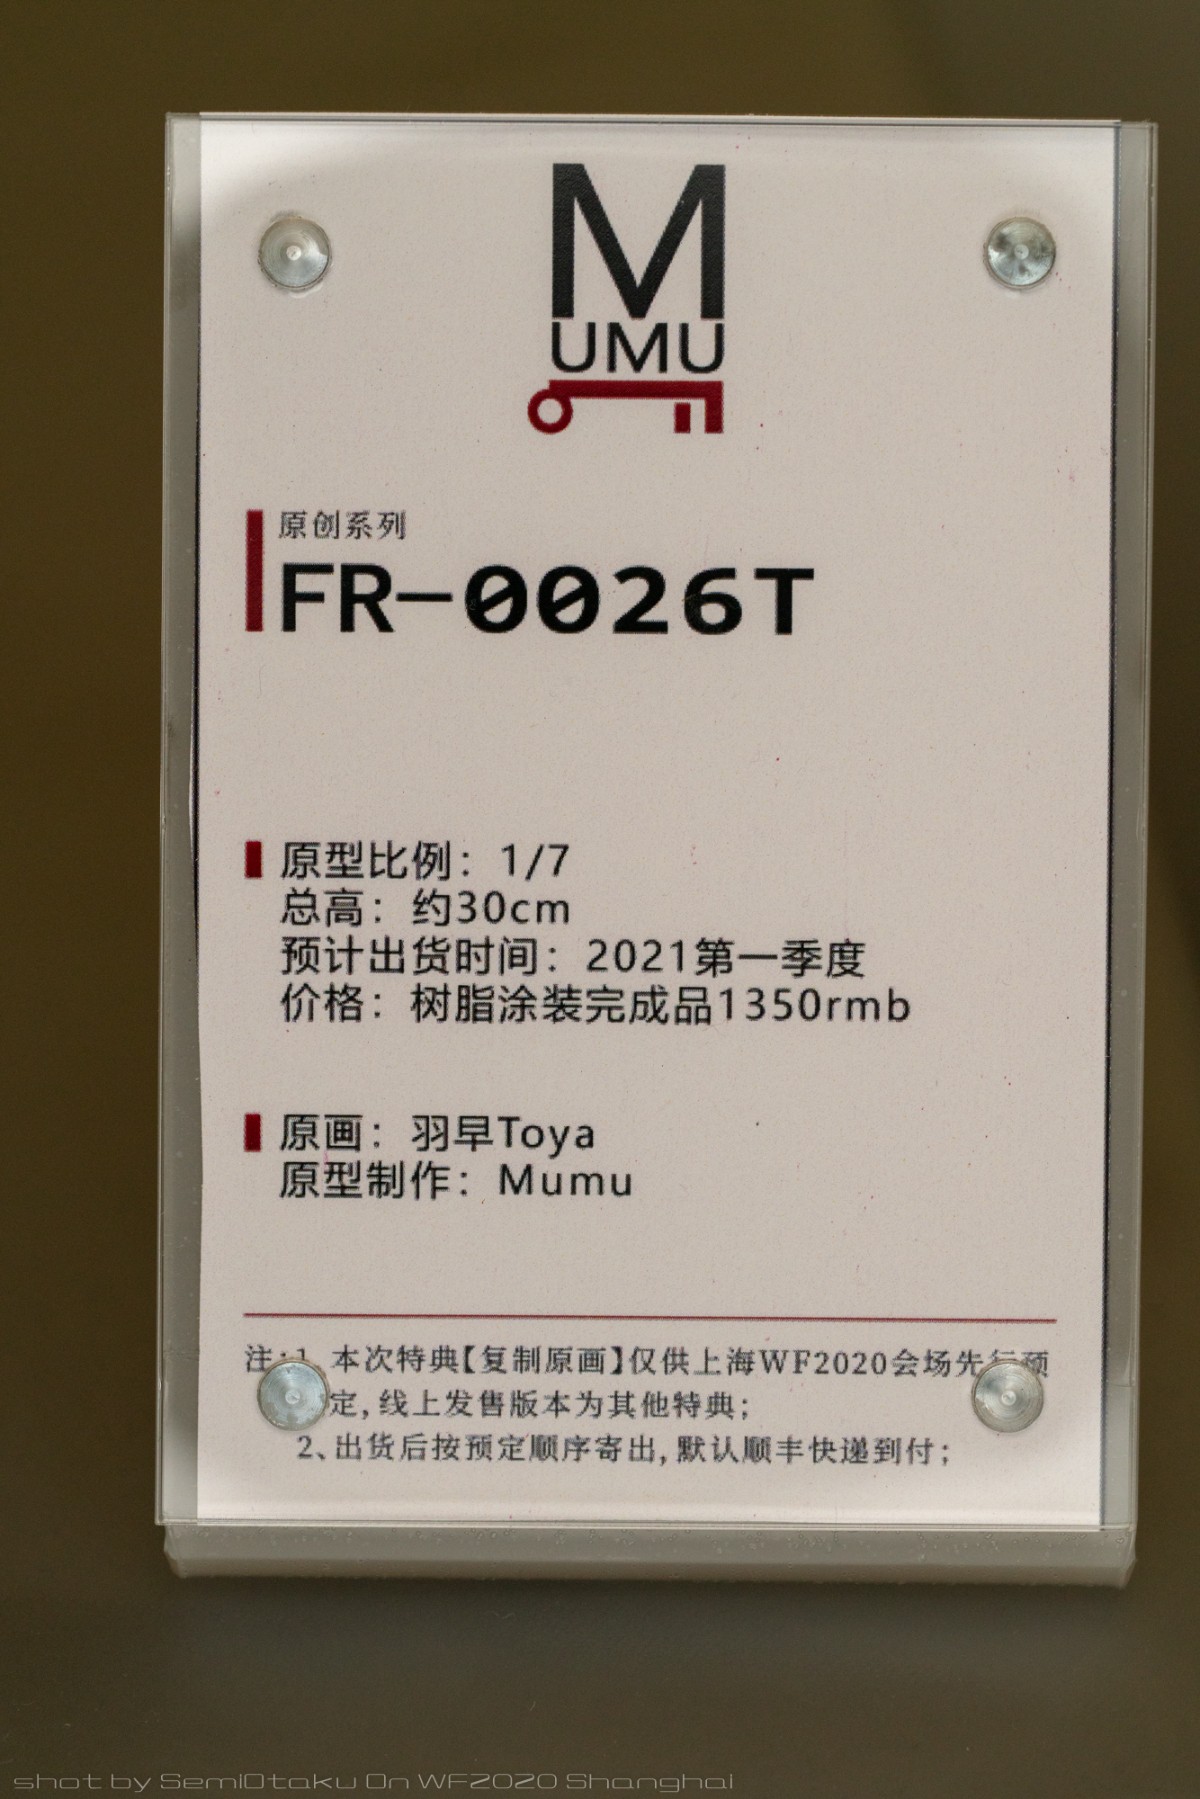 M
UMU
原创系列
FR-0026T
原型比例：1/7
总高：约30cm
预计出货时间：2021第一季度
价格：树脂涂装完成品1350rmb
原画：羽早Toya
原型制作：Mumu
注：1、本次特典【复制原画】仅供上海WF2020会场先行预
定，线上发售版本为其他特典；
2、出货后按预定顺序寄出，默认顺丰快递到付；
shot by SemiOtaku On WF2020 Shanghai